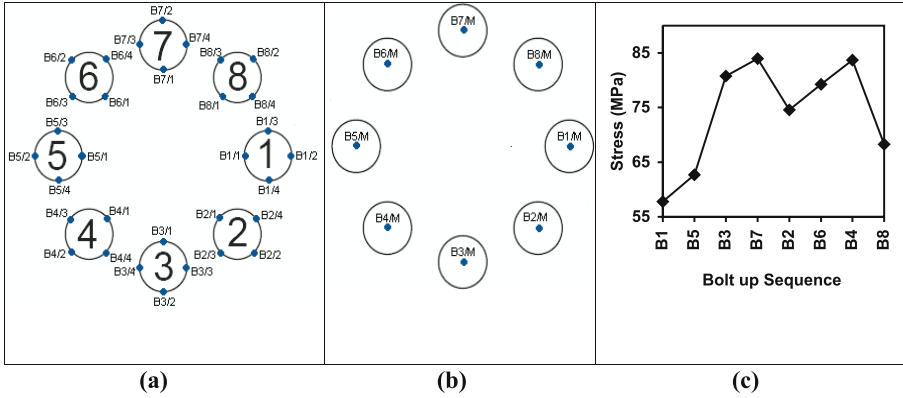 B7/2
B7/3
7
B7/4
B7/1
B6/2
B6/4
6
B6/3
B6/1
B8/3
B8/2
8
B8/1
B8/4
B5/3
B5/2
5
B5/1
B5/4
B1/3
B1/1
1
B1/2
B1/4
B4/3
B4/1
4
B4/2
B4/4
B3/1
B3/4
3
B3/3
B3/2
B2/1
B2/4
2
B2/3
B2/2
(a)
B7/M
B6/M
B8/M
B5/M
B1/M
B4/M
B2/M
B3/M
(b)
Stress (MPa)
85
75
65
55
B1
B5
B3
B7
B2
B6
B4
B8
Bolt up Sequence
(c)